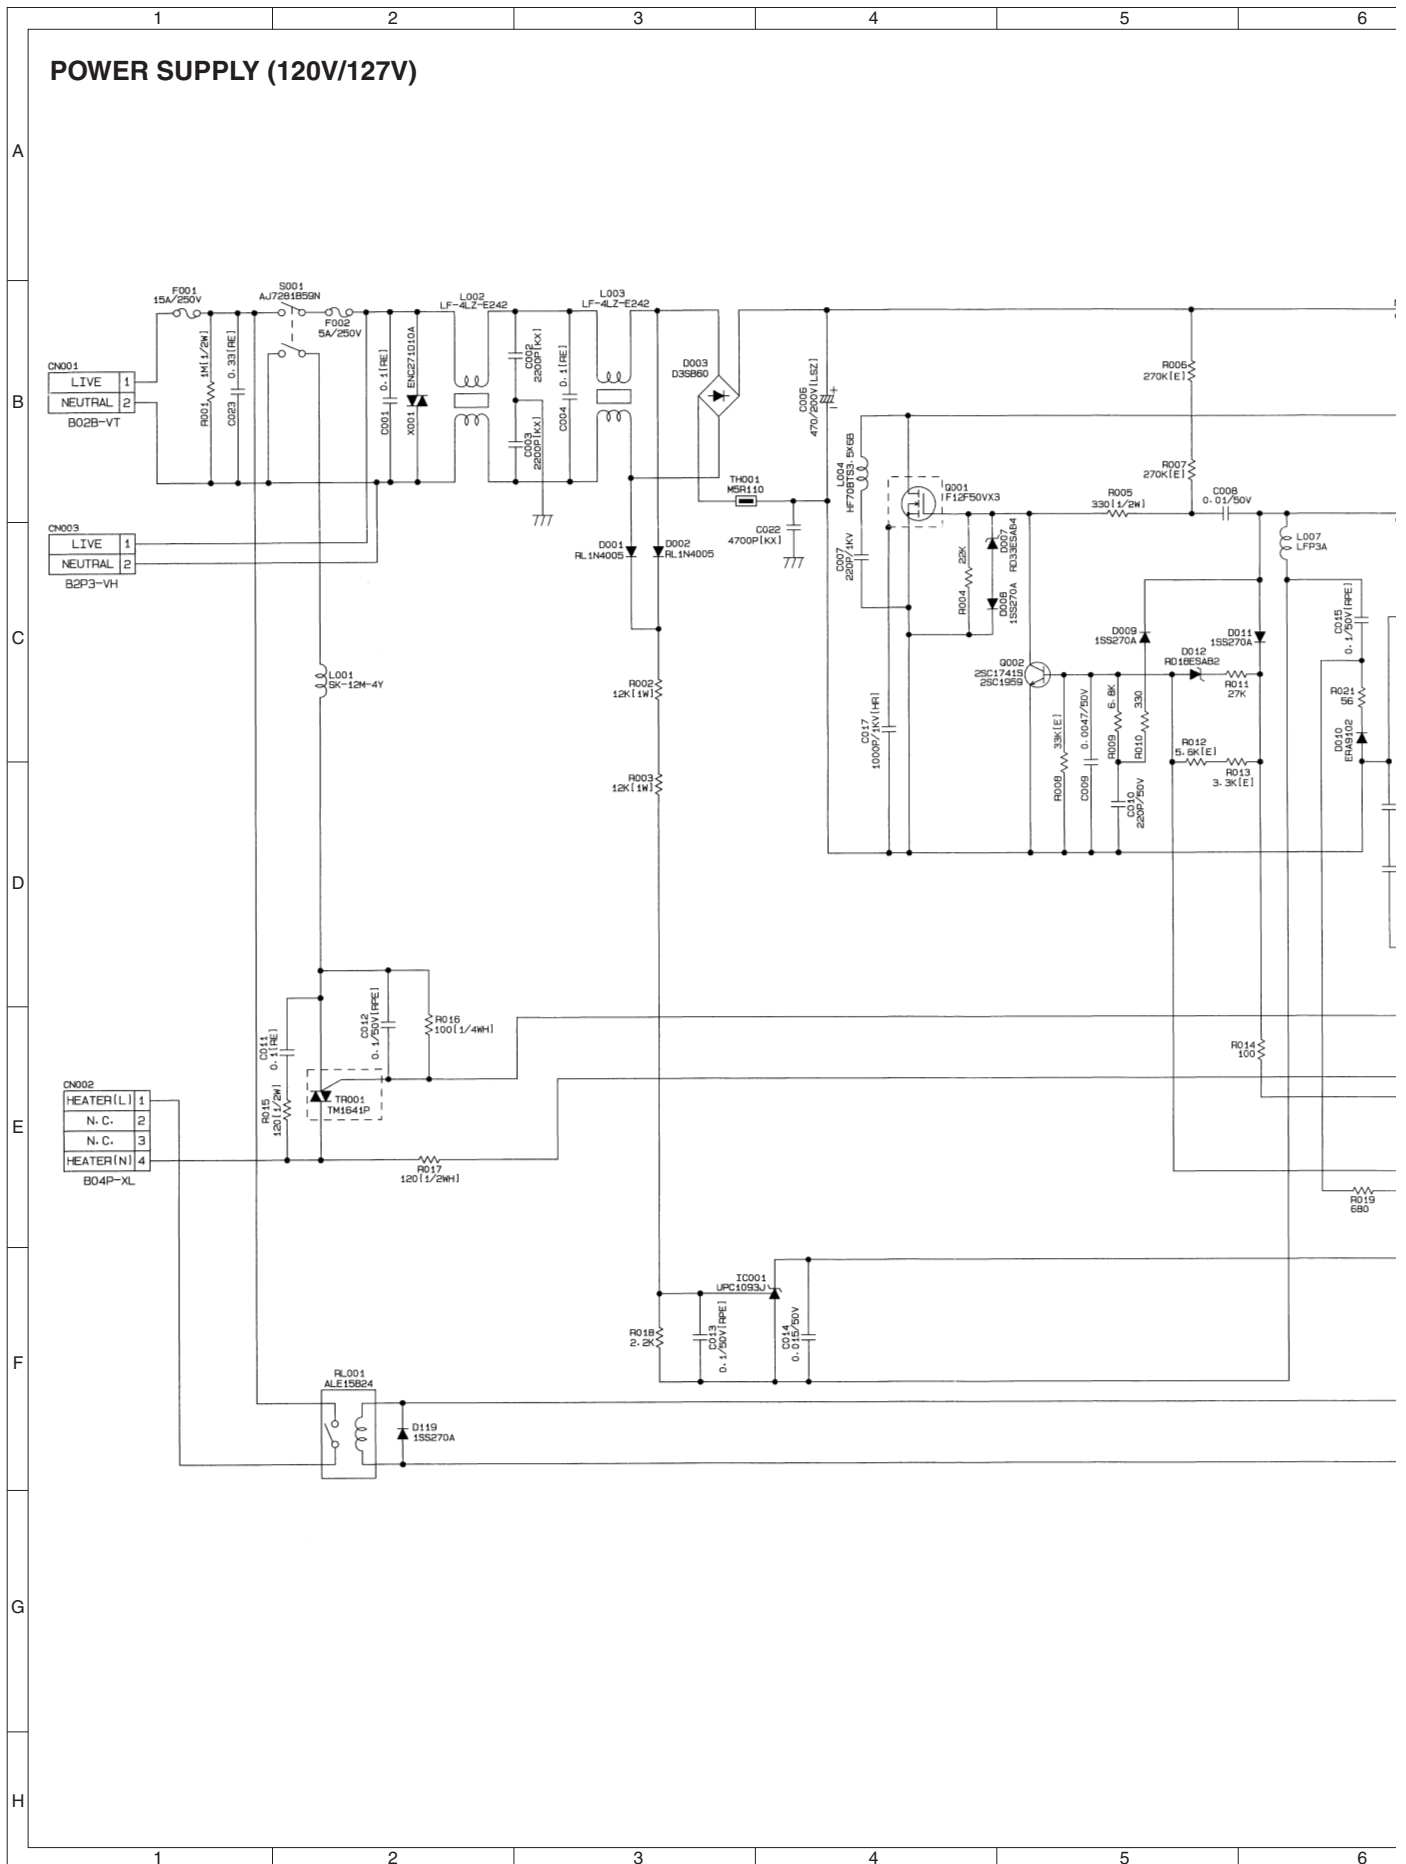 1 2 3 4 5 6
POWER SUPPLY (120V/127V)
A
B
C
D
E
F
G
H
F001
15A/250V
S001
AJ7281B59N
F002
5A/250V
L002
LF-4LZ-E242
L003
LF-4LZ-E242
CN001
LIVE 1
NEUTRAL 2
B02B-VT
R001 1M[1/2W]
C023 0.33[RE]
C001 0.1[RE]
X001 ENC271D10A
C002
2200P[KX]
C003
2200P[KX]
C004 0.1[RE]
D003
D3SB60
C006
470/200V[LSZ]
+
R006
270K[E]
R007
270K[E]
L004
HF70BTS3.5X6B
Q001
F12F50VX3
TH001
M5R110
R005
330[1/2W]
C008
0.01/50V
CN003
LIVE 1
NEUTRAL 2
B2P3-VH
D001
RL1N4005
D002
RL1N4005
C022
4700P[KX]
C007
220P/1KV
R004 22K
D007
RD33ESAB4
D008
1SS270A
L007
LFP3A
D009
1SS270A
D011
1SS270A
C015
0.1/50V[RPE]
L001
SK-12M-4Y
R002
12K[1W]
Q002
2SC1741S
2SC1959
D012
RD18ESAB2
R011
27K
R021
56
C017
1000P/1KV[HR]
R008 33K[E]
C009 0.0047/50V
R009 6.8K
R010 330
R012
5.6K[E]
D010
ERA9102
R003
12K[1W]
C010
220P/50V
R013
3.3K[E]
C011
0.1[RE]
C012
0.1/50V[RPE]
R016
100[1/4WH]
R014
100
CN002
HEATER(L) 1
N.C. 2
N.C. 3
HEATER(N) 4
B04P-XL
R015
120[1/2W]
TR001
TM1641P
R017
120[1/2WH]
R019
680
IC001
UPC1093J
R018
2.2K
C013
0.1/50V[RPE]
C014
0.015/50V
RL001
ALE15B24
D119
1SS270A
1 2 3 4 5 6